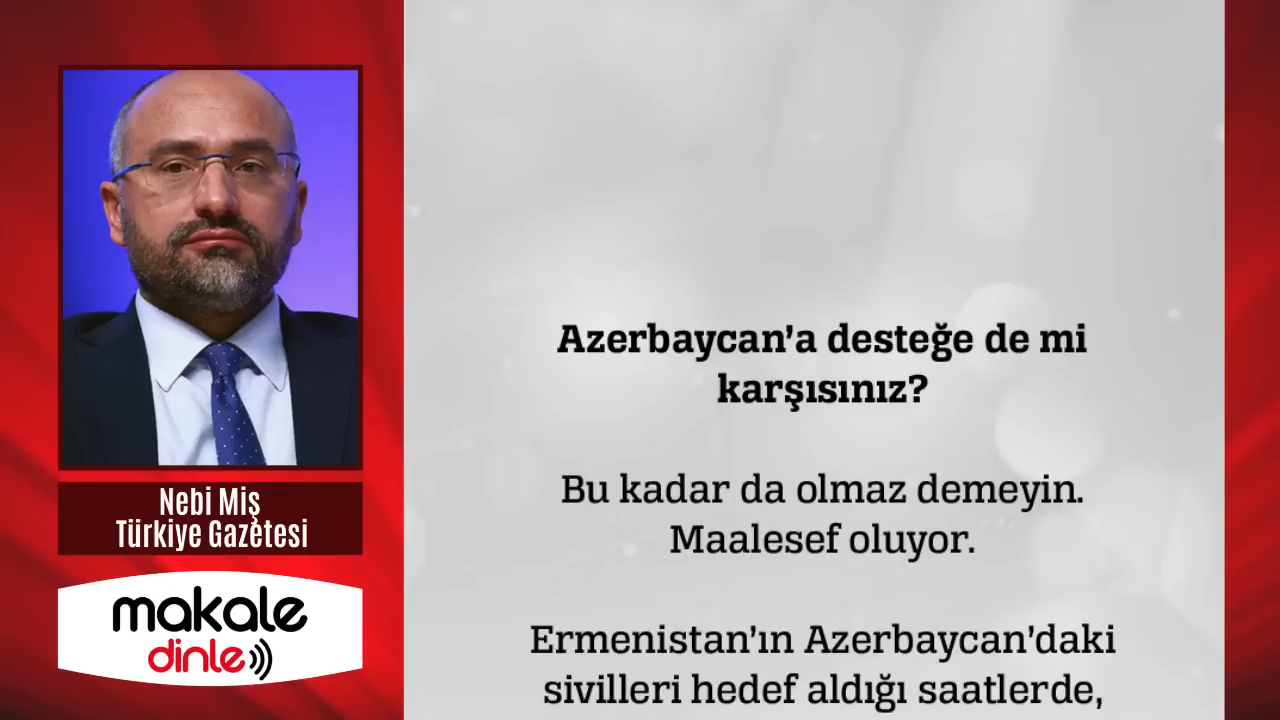 Nebi Miş
Türkiye Gazetesi
makale
dinle
Azerbaycan'a desteğe de mi
karşısınız?
Bu kadar da olmaz demeyin.
Maalesef oluyor.
Ermenistan'ın Azerbaycan'daki
sivilleri hedef aldığı saatlerde,